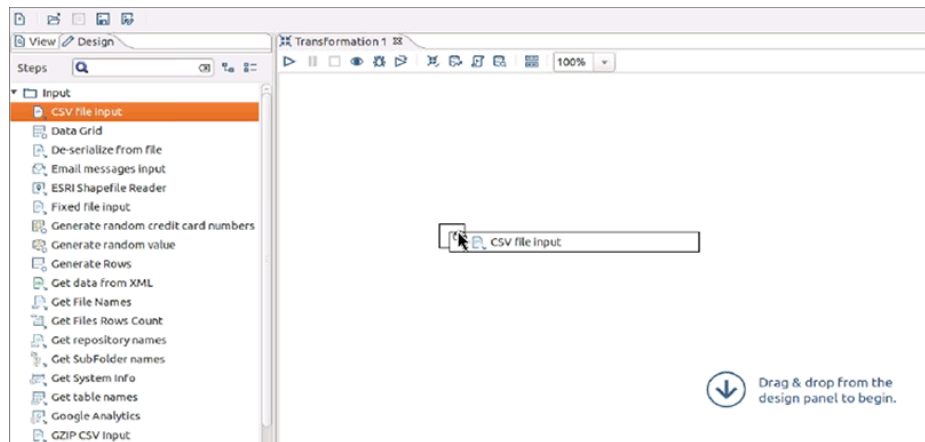 View
Design
Transformation 1
Steps
100%
Input
CSV file input
Data Grid
De-serialize from file
Email messages input
ESRI Shapefile Reader
Fixed file input
Generate random credit card numbers
Generate random value
Generate Rows
Get data from XML
Get File Names
Get Files Rows Count
Get repository names
Get SubFolder names
Get System Info
Get table names
Google Analytics
GZIP CSV Input
CSV file input
Drag & drop from the
design panel to begin.